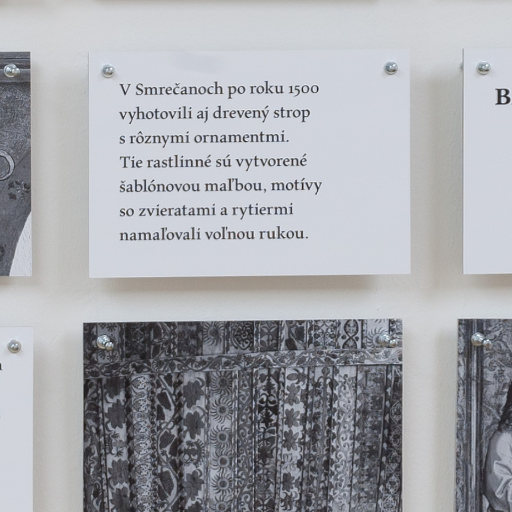 V Smrečanoch po roku 1500
vyhotovili aj drevený strop
s rôznymi ornamentmi.
Tie rastlinné sú vytvorené
šablónovou maľbou, motívy
so zvieratami a rytiermi
namaľovali voľnou rukou.
B